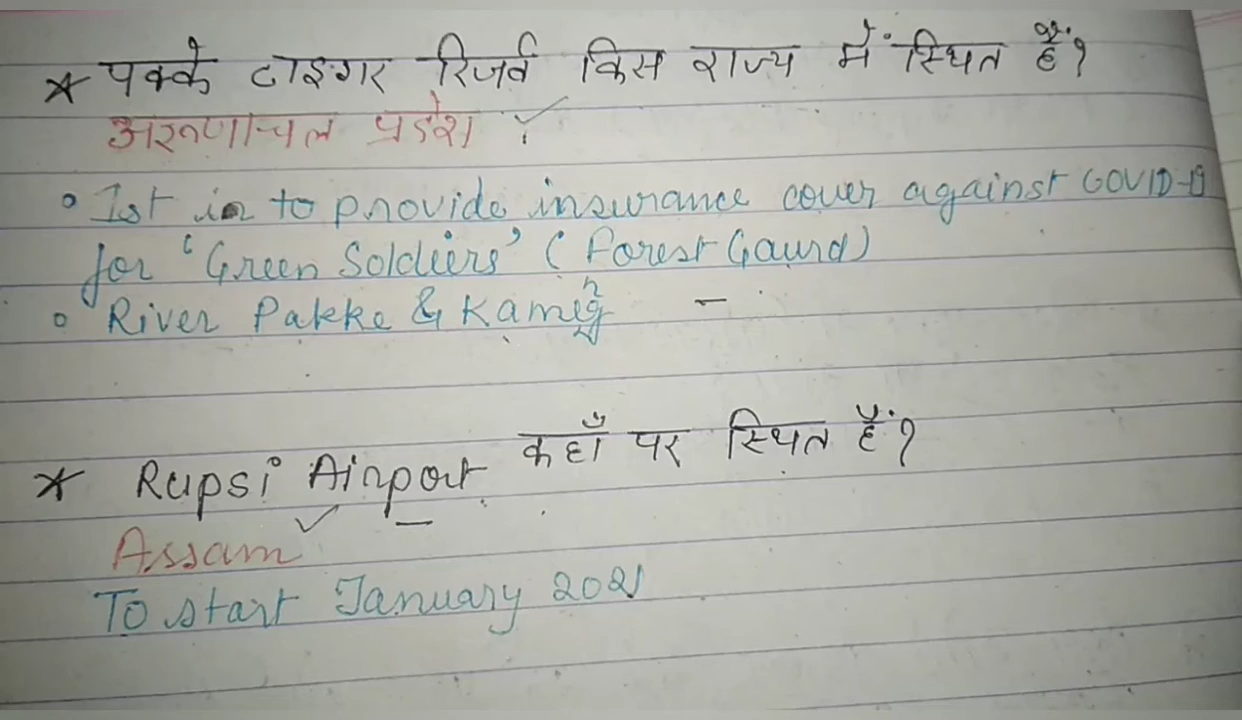 * पक्के टाइगर रिजर्व किस राज्य में स्थित हैं?
अरूणाचल प्रदेश ✓
• Ist in to provide insurance cover against COVID-19
for ‘Green Soldiers’ (Forest Gaurd)
• River Pakke & Kameng –
* Rupsi Airport कहाँ पर स्थित हैं?
Assam ✓
To start January 2021